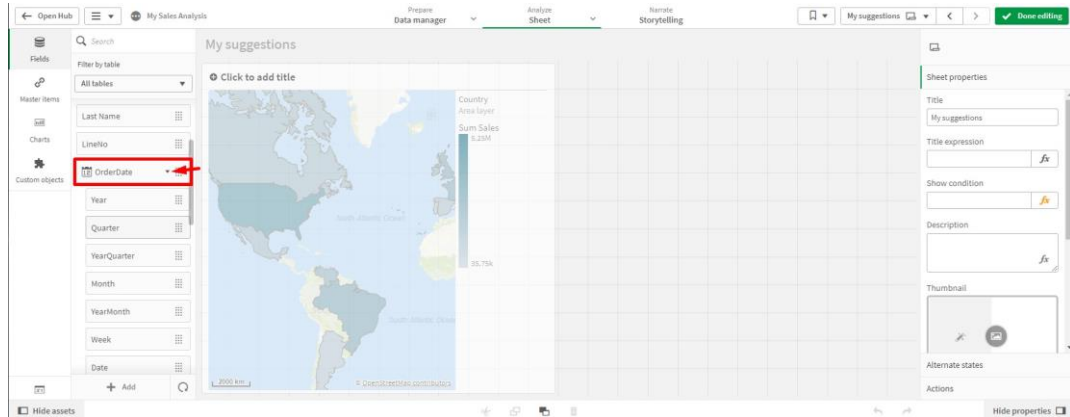 Open Hub
My Sales Analysis
Prepare
Data manager
Analyze
Sheet
Narrate
Storytelling
My suggestions
Done editing
Fields
Master items
Charts
Custom objects
Search
Filter by table
All tables
Last Name
LineNo
OrderDate
Year
Quarter
YearQuarter
Month
YearMonth
Week
Date
Add
My suggestions
Click to add title
Country
Area layer
Sum Sales
35.75k
South Atlantic Ocean
2000 km
© OpenStreetMap contributors
Sheet properties
Title
My suggestions
Title expression
fx
Show condition
fx
Description
fx
Thumbnail
Alternate states
Actions
Hide assets
Hide properties